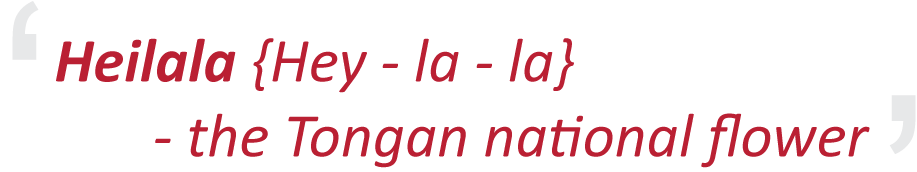 ‘ Heilala {Hey - la - la}
- the Tongan national flower ’